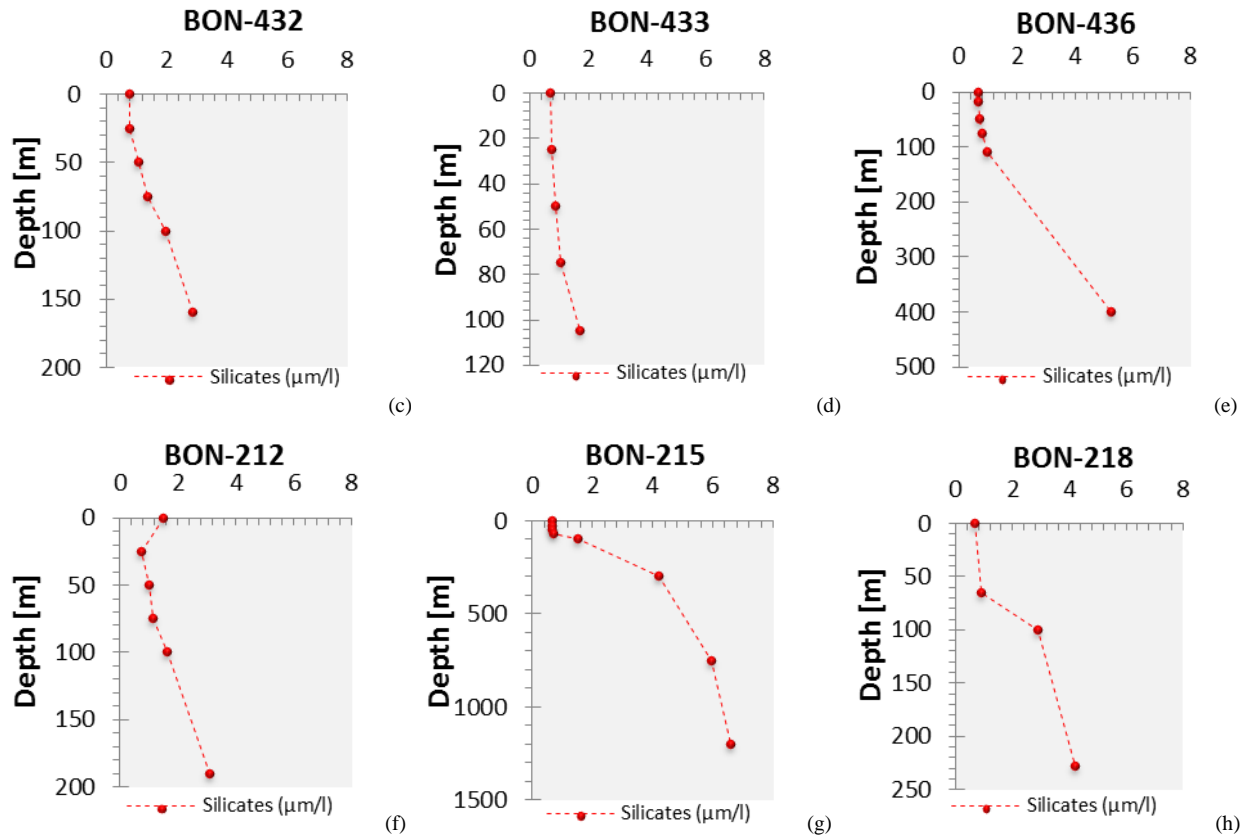 BON-432
0 2 4 6 8
Depth [m]
0
50
100
150
200
Silicates (μm/l)
(c)
BON-433
0 2 4 6 8
Depth [m]
0
20
40
60
80
100
120
Silicates (μm/l)
(d)
BON-436
0 2 4 6 8
Depth [m]
0
100
200
300
400
500
Silicates (μm/l)
(e)
BON-212
0 2 4 6 8
Depth [m]
0
50
100
150
200
Silicates (μm/l)
(f)
BON-215
0 2 4 6 8
Depth [m]
0
500
1000
1500
Silicates (μm/l)
(g)
BON-218
0 2 4 6 8
Depth [m]
0
50
100
150
200
250
Silicates (μm/l)
(h)